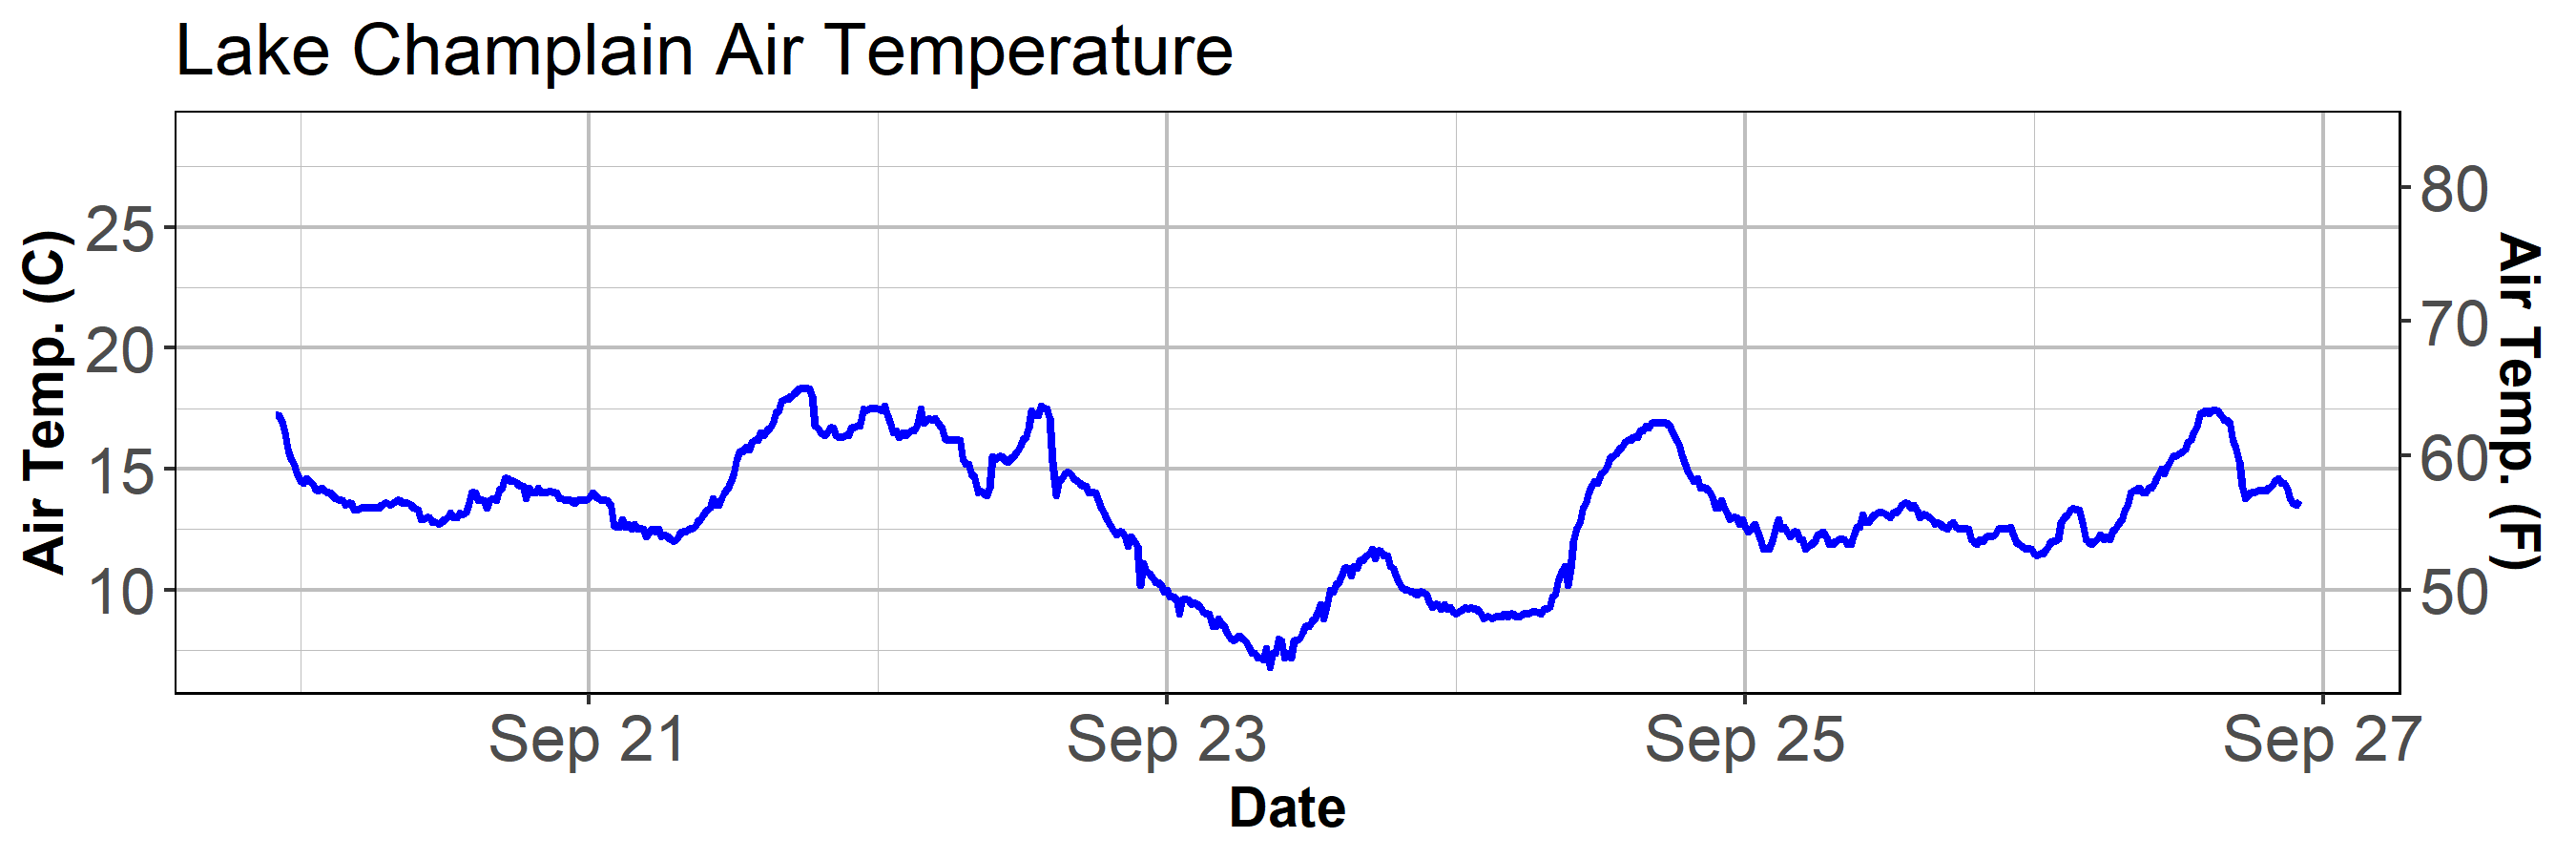 Lake Champlain Air Temperature
Air Temp. (C)
25
20
15
10
80
70
60
50
Air Temp. (F)
Sep 21
Sep 23
Sep 25
Sep 27
Date